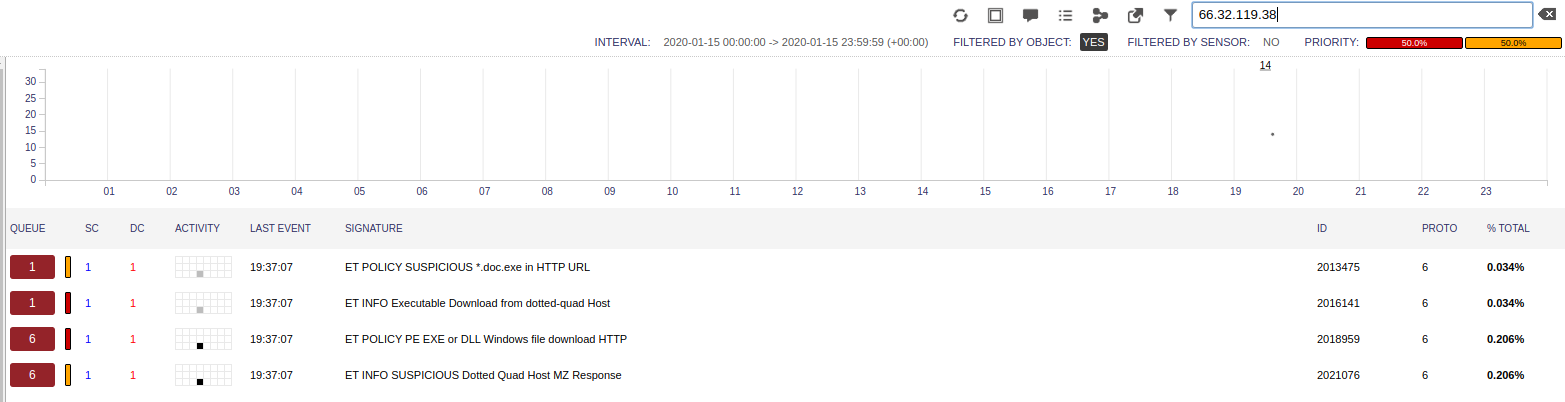 66.32.119.38
INTERVAL: 2020-01-15 00:00:00 -> 2020-01-15 23:59:59 (+00:00) FILTERED BY OBJECT: YES FILTERED BY SENSOR: NO PRIORITY: 50.0% 50.0%
14
30
25
20
15
10
5
0
01 02 03 04 05 06 07 08 09 10 11 12 13 14 15 16 17 18 19 20 21 22 23
QUEUE SC DC ACTIVITY LAST EVENT SIGNATURE ID PROTO % TOTAL
1 1 1 19:37:07 ET POLICY SUSPICIOUS *.doc.exe in HTTP URL 2013475 6 0.034%
1 1 1 19:37:07 ET INFO Executable Download from dotted-quad Host 2016141 6 0.034%
6 1 1 19:37:07 ET POLICY PE EXE or DLL Windows file download HTTP 2018959 6 0.206%
6 1 1 19:37:07 ET INFO SUSPICIOUS Dotted Quad Host MZ Response 2021076 6 0.206%